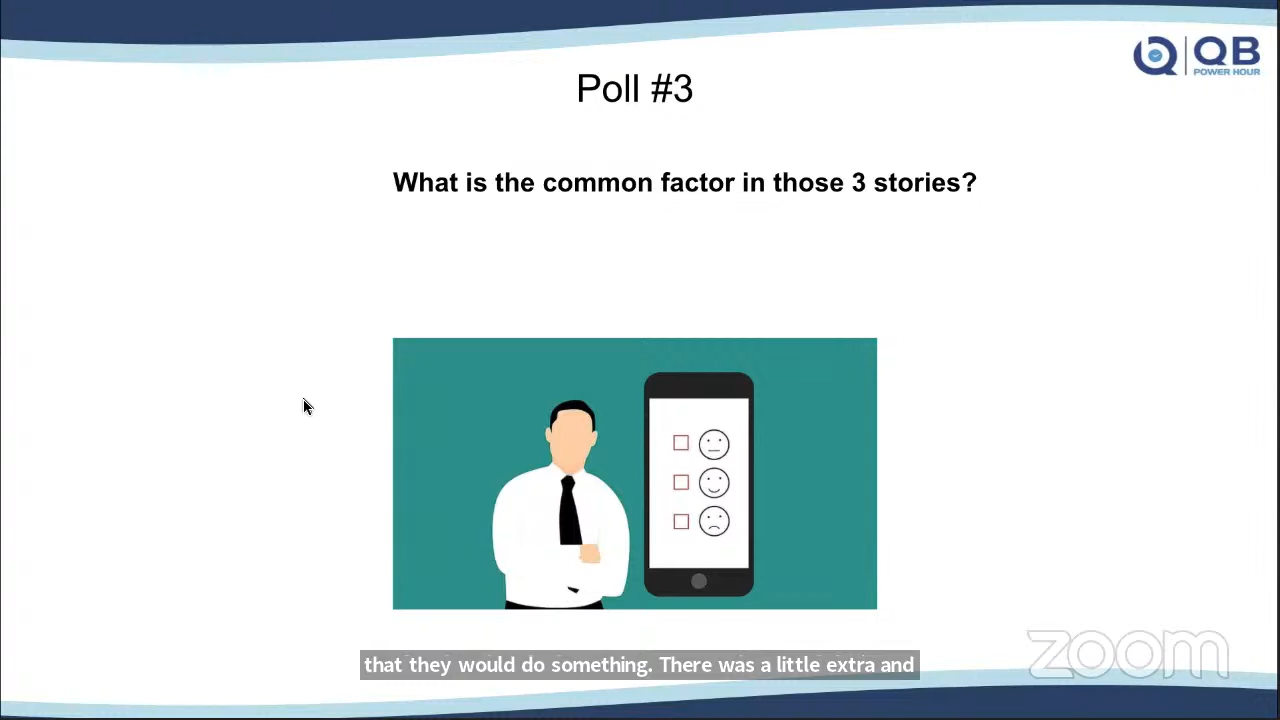 QB
POWER HOUR
Poll #3
What is the common factor in those 3 stories?
zoom
that they would do something. There was a little extra and